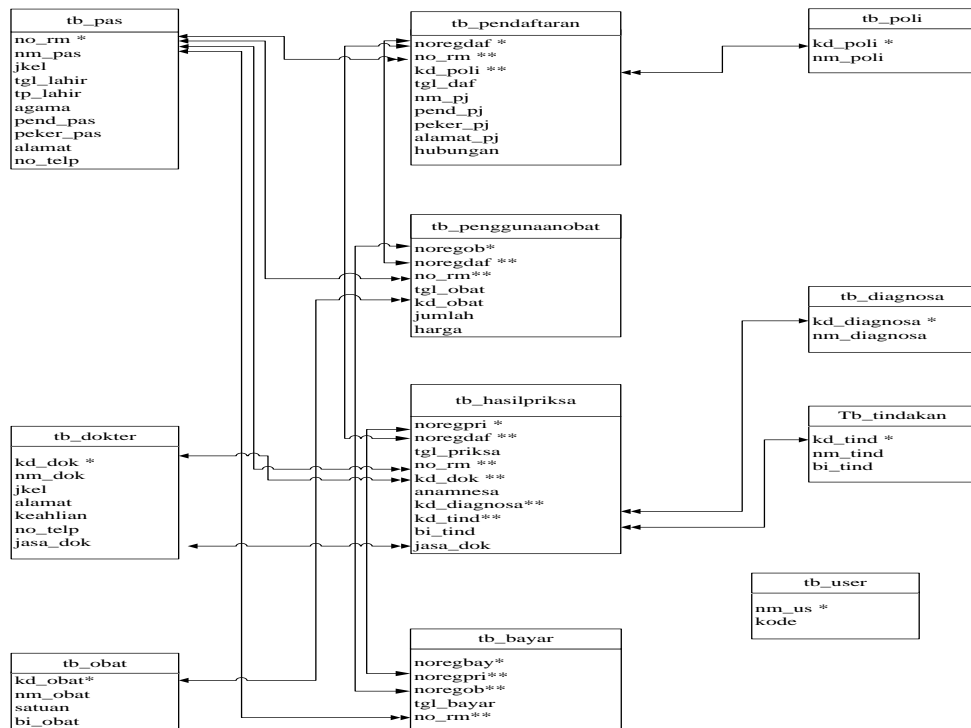 tb_pas
no_rm *
nm_pas
jkel
tgl_lahir
tp_lahir
agama
pend_pas
peker_pas
alamat
no_telp
tb_pendaftaran
noregdaf *
no_rm **
kd_poli **
tgl_daf
nm_pj
pend_pj
peker_pj
alamat_pj
hubungan
tb_poli
kd_poli *
nm_poli
tb_penggunaanobat
noregob*
noregdaf **
no_rm**
tgl_obat
kd_obat
jumlah
harga
tb_diagnosa
kd_diagnosa *
nm_diagnosa
tb_hasilpriksa
noregpri *
noregdaf **
tgl_priksa
no_rm **
kd_dok **
anamnesa
kd_diagnosa**
kd_tind**
bi_tind
jasa_dok
Tb_tindakan
kd_tind *
nm_tind
bi_tind
tb_dokter
kd_dok *
nm_dok
jkel
alamat
keahlian
no_telp
jasa_dok
tb_user
nm_us *
kode
tb_obat
kd_obat*
nm_obat
satuan
bi_obat
tb_bayar
noregbay*
noregpri**
noregob**
tgl_bayar
no_rm**